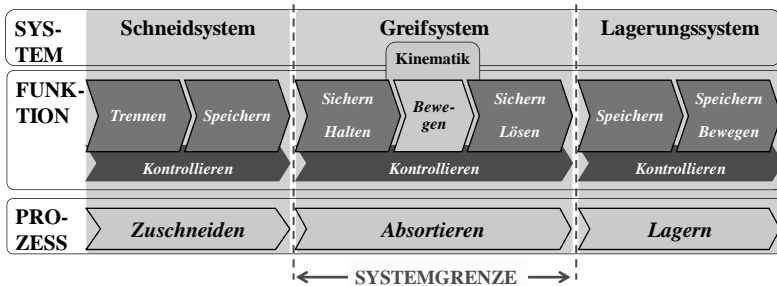 SYS-
TEM
Schneidsystem
Greifsystem
Lagerungssystem
Kinematik
FUNK-
TION
Trennen
Speichern
Sichern
Halten
Bewe-
gen
Sichern
Lösen
Speichern
Speichern
Bewegen
Kontrollieren
Kontrollieren
Kontrollieren
PRO-
ZESS
Zuschneiden
Absortieren
Lagern
SYSTEMGRENZE